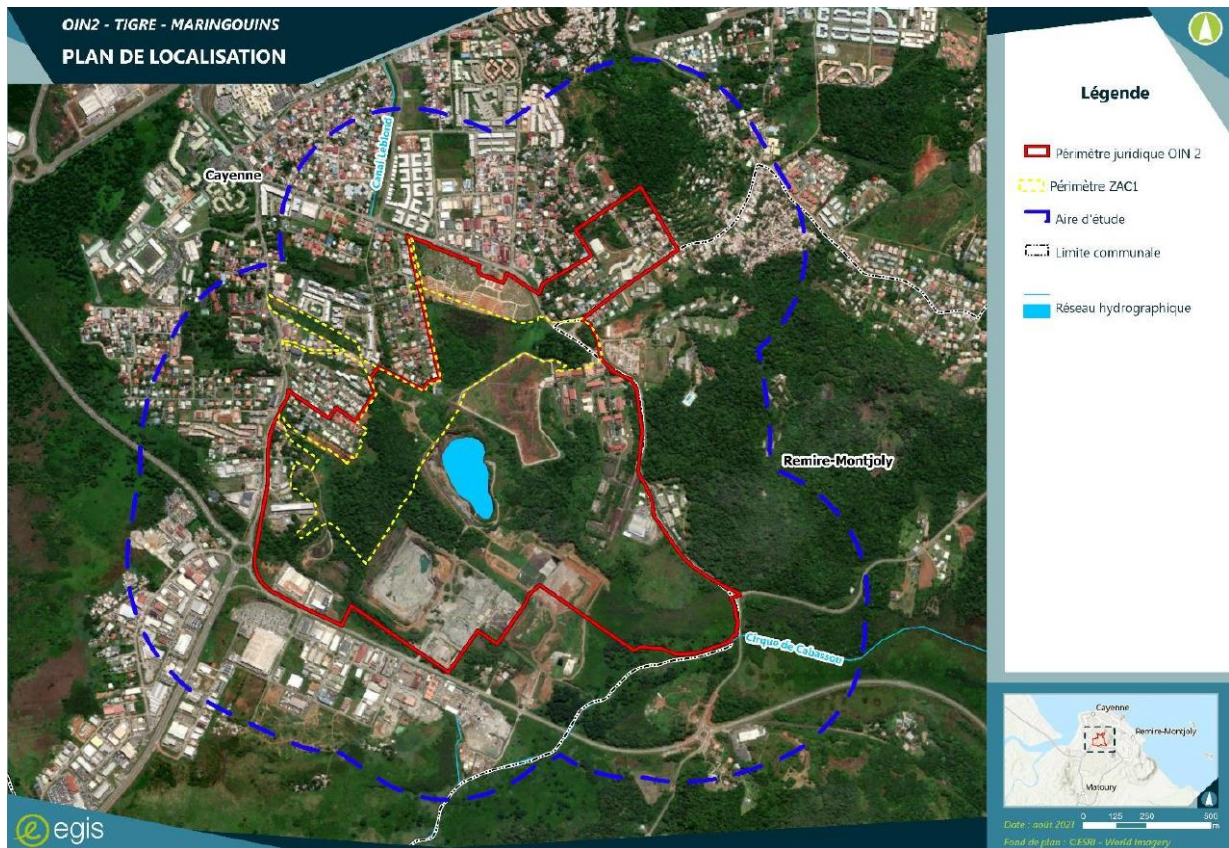 OIN2 - TIGRE - MARINGOUINS
PLAN DE LOCALISATION
Canal Leblond
Cayenne
Remire-Montjoly
Cirque de Cabassou
Légende
Périmètre juridique OIN 2
Périmètre ZAC1
Aire d'étude
Limite communale
Réseau hydrographique
Cayenne
Remire-Montjoly
Matoury
Date : août 2021
0 125 250 500
m
Fond de plan : ©ESRI - World Imagery
egis